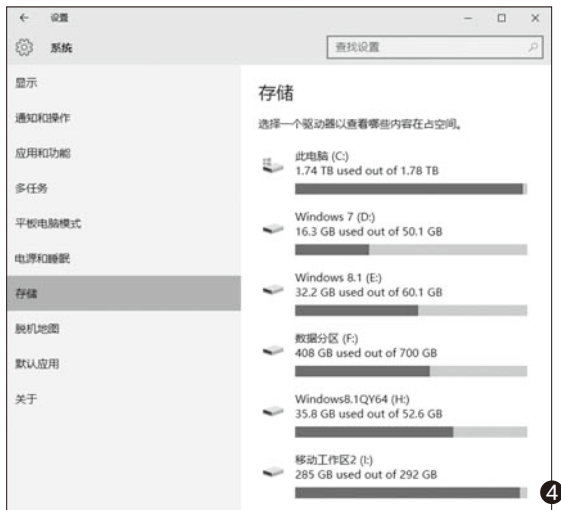 设置
系统
查找设置
显示
通知和操作
应用和功能
多任务
平板电脑模式
电源和睡眠
存储
脱机地图
默认应用
关于
存储
选择一个驱动器以查看哪些内容在占空间。
此电脑 (C:)
1.74 TB used out of 1.78 TB
Windows 7 (D:)
16.3 GB used out of 50.1 GB
Windows 8.1 (E:)
32.2 GB used out of 60.1 GB
数据分区 (F:)
408 GB used out of 700 GB
Windows8.1QY64 (H:)
35.8 GB used out of 52.6 GB
移动工作区2 (I:)
285 GB used out of 292 GB
4